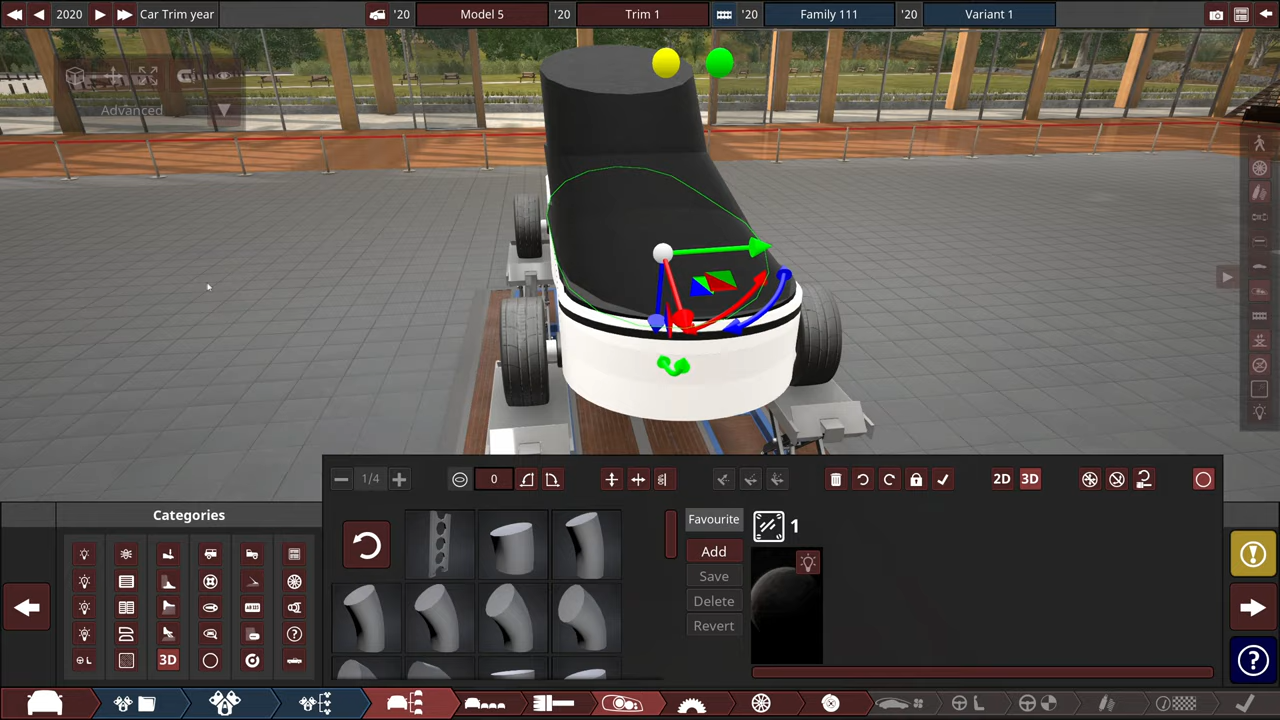 2020 Car Trim year '20 Model 5 '20 Trim 1 '20 Family 111 '20 Variant 1
Advanced
1/4 0 2D 3D
Categories
Favourite 1
Add
Save
Delete
Revert
3D
L
?